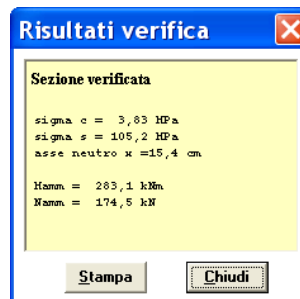 Risultati verifica
Sezione verificata
sigma c = 3,83 MPa
sigma s = 105,2 MPa
asse neutro x =15,4 cm
Mamm = 283,1 kNm
Namm = 174,5 kN
Stampa
Chiudi